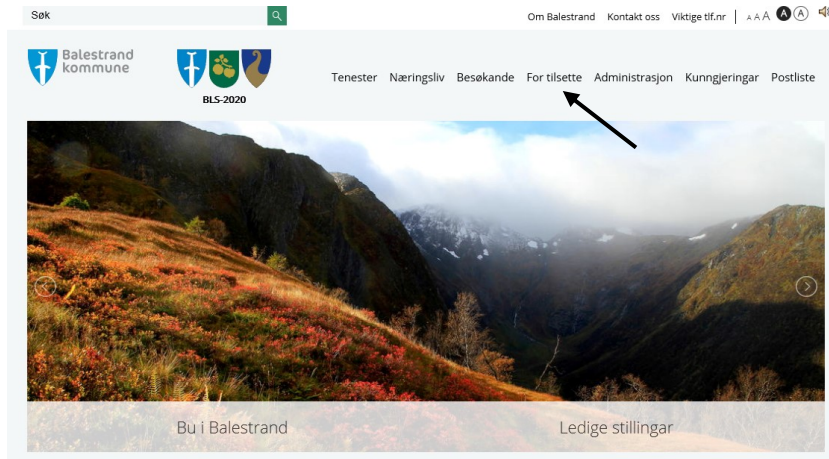 Søk
Om Balestrand Kontakt oss Viktige tlf.nr A A A A A
Balestrand
kommune
BLS-2020
Tenester Næringsliv Besøkande For tilsette Administrasjon Kunngjeringar Postliste
Bu i Balestrand Ledige stillingar